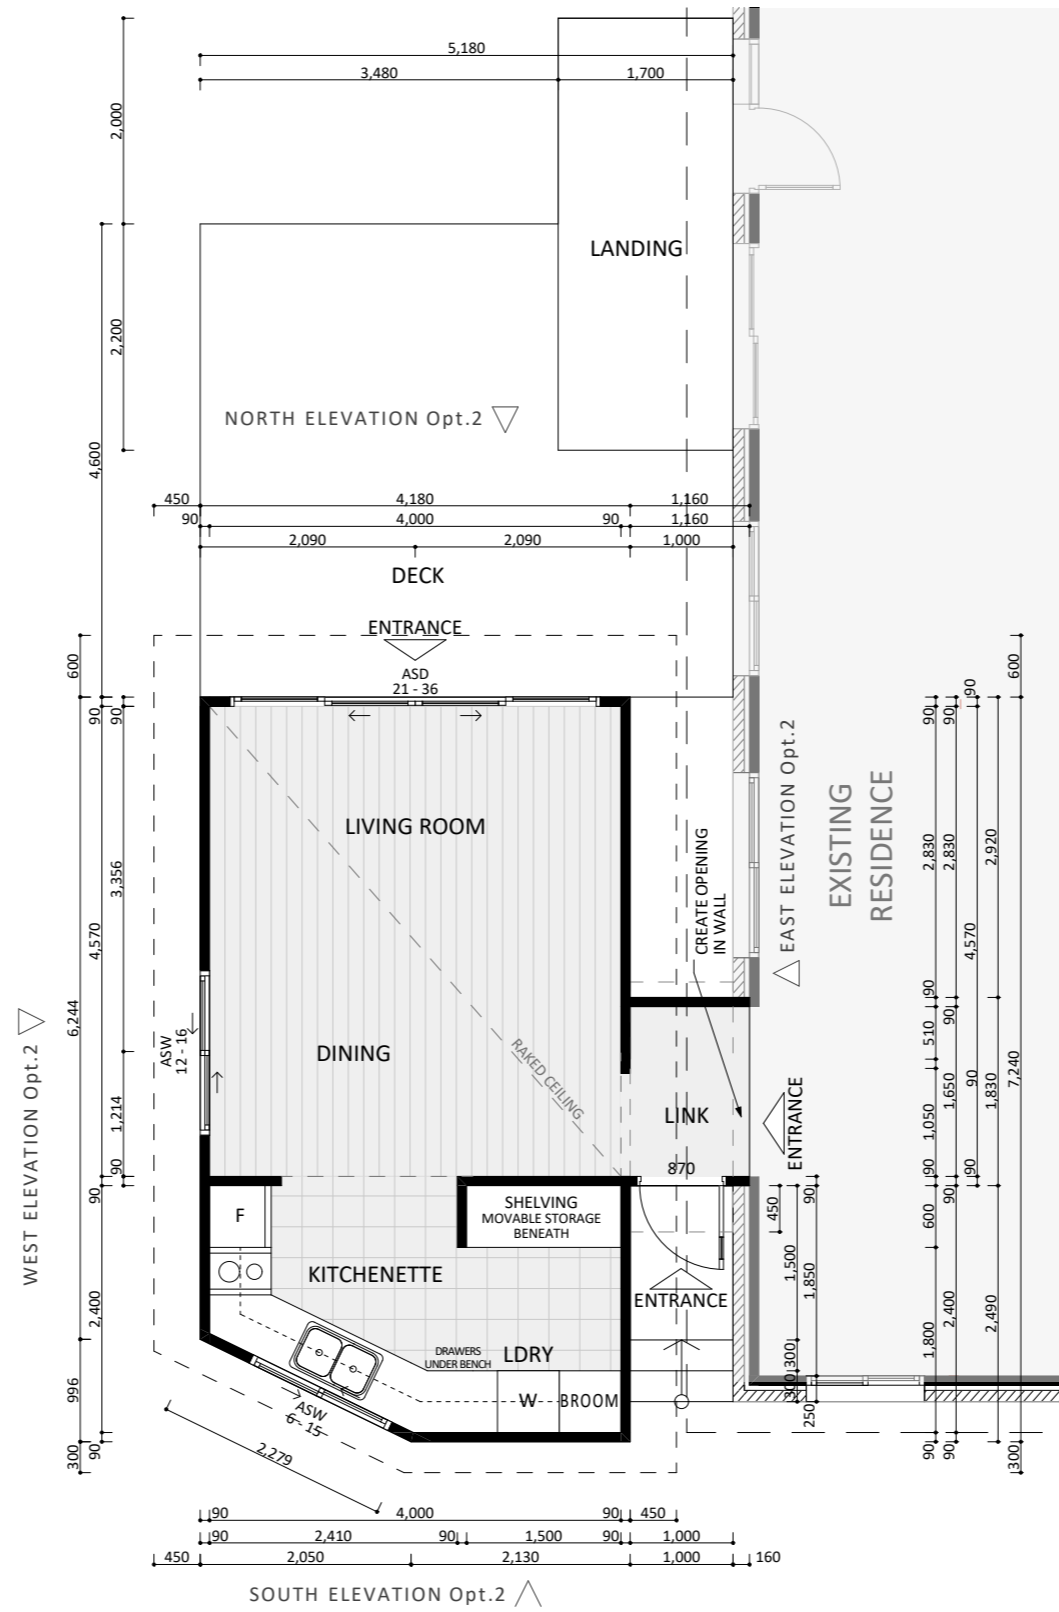 5,180
3,480
1,700
2,000
LANDING
2,200
NORTH ELEVATION Opt.2
4,600
450
4,180
1,160
90
4,000
90
1,160
2,090
2,090
1,000
DECK
ENTRANCE
600
ASD
21 - 36
600
90
90
90
90
90
LIVING ROOM
3,356
4,570
6,244
CREATE OPENING
IN WALL
EAST ELEVATION Opt.2
EXISTING
RESIDENCE
2,830
2,830
2,920
4,570
7,240
90
90
510
WEST ELEVATION Opt.2
ASW
12 - 16
DINING
RAKED CEILING
LINK
870
ENTRANCE
1,214
90
90
1,050
1,650
90
1,830
90
90
90
90
F
SHELVING
MOVABLE STORAGE
BENEATH
450
90
600
1,500
1,850
KITCHENETTE
ENTRANCE
2,400
DRAWERS
UNDER BENCH
LDRY
300
300
250
1,800
2,400
2,490
W
BROOM
ASW
6 - 15
996
90
300
2,279
90
90
300
90
4,000
90
450
90
2,410
90
1,500
90
1,000
450
2,050
2,130
1,000
160
SOUTH ELEVATION Opt.2